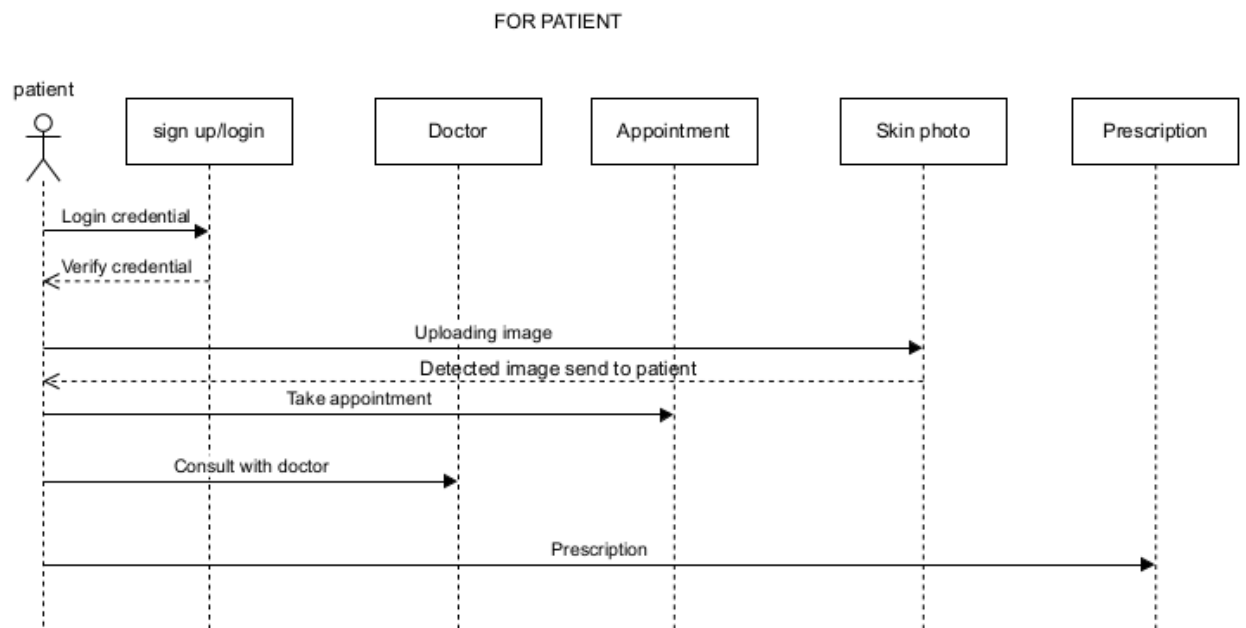 FOR PATIENT
patient
sign up/login
Doctor
Appointment
Skin photo
Prescription
Login credential
Verify credential
Uploading image
Detected image send to patient
Take appointment
Consult with doctor
Prescription